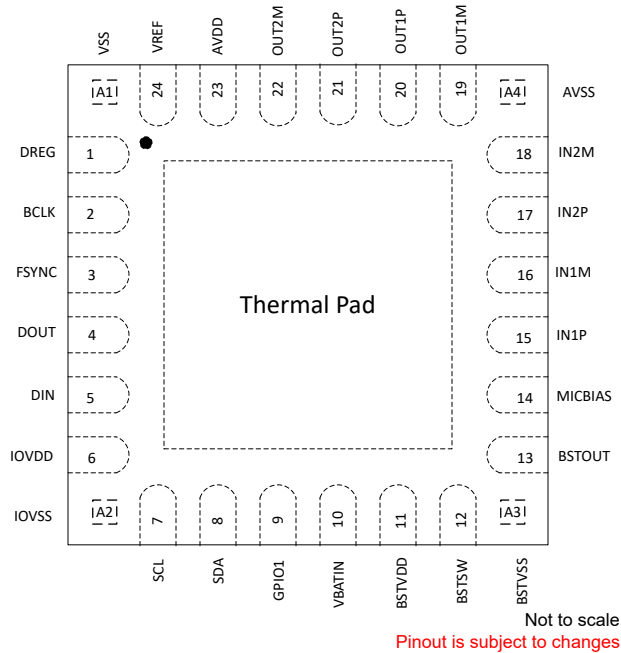 VSS
VREF
AVDD
OUT2M
OUT2P
OUT1P
OUT1M
A1
24
23
22
21
20
19
A4
AVSS
DREG
1
18
IN2M
BCLK
2
17
IN2P
FSYNC
3
16
IN1M
Thermal Pad
DOUT
4
15
IN1P
DIN
5
14
MICBIAS
IOVDD
6
13
BSTOUT
IOVSS
A2
7
8
9
10
11
12
A3
SCL
SDA
GPIO1
VBATIN
BSTVDD
BSTSW
BSTVSS
Not to scale
Pinout is subject to changes